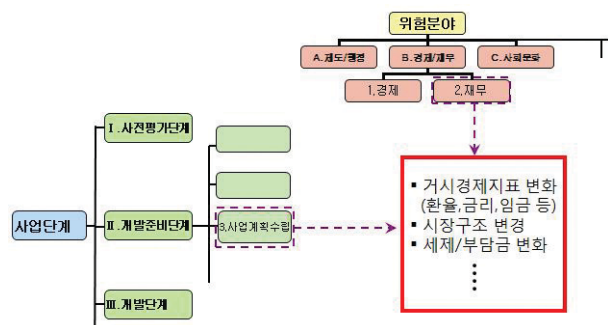 위험분야
A.제도/행정
B.경제/재무
C.사회문화
1.경제
2.재무
Ⅰ.사전평가단계
사업단계
Ⅱ.개발준비단계
3.사업계획수립
Ⅲ.개발단계
▪ 거시경제지표 변화
(환율,금리,임금 등)
▪ 시장구조 변경
▪ 세제/부담금 변화